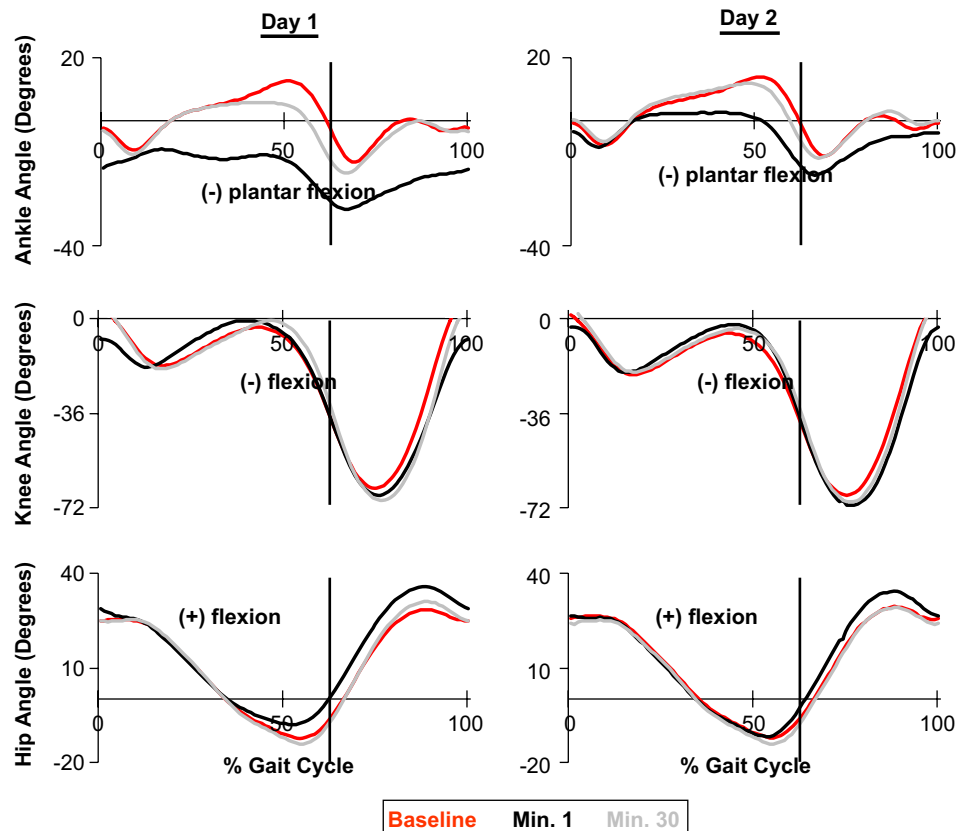 Day 1
Day 2
Ankle Angle (Degrees)
20
0
50
100
(-) plantar flexion
-40
20
0
50
100
(-) plantar flexion
-40
Knee Angle (Degrees)
0
0
50
100
(-) flexion
-36
-72
0
0
50
100
(-) flexion
-36
-72
Hip Angle (Degrees)
40
(+) flexion
10
0
50
100
-20
% Gait Cycle
40
(+) flexion
10
0
50
100
-20
% Gait Cycle
Baseline Min. 1 Min. 30